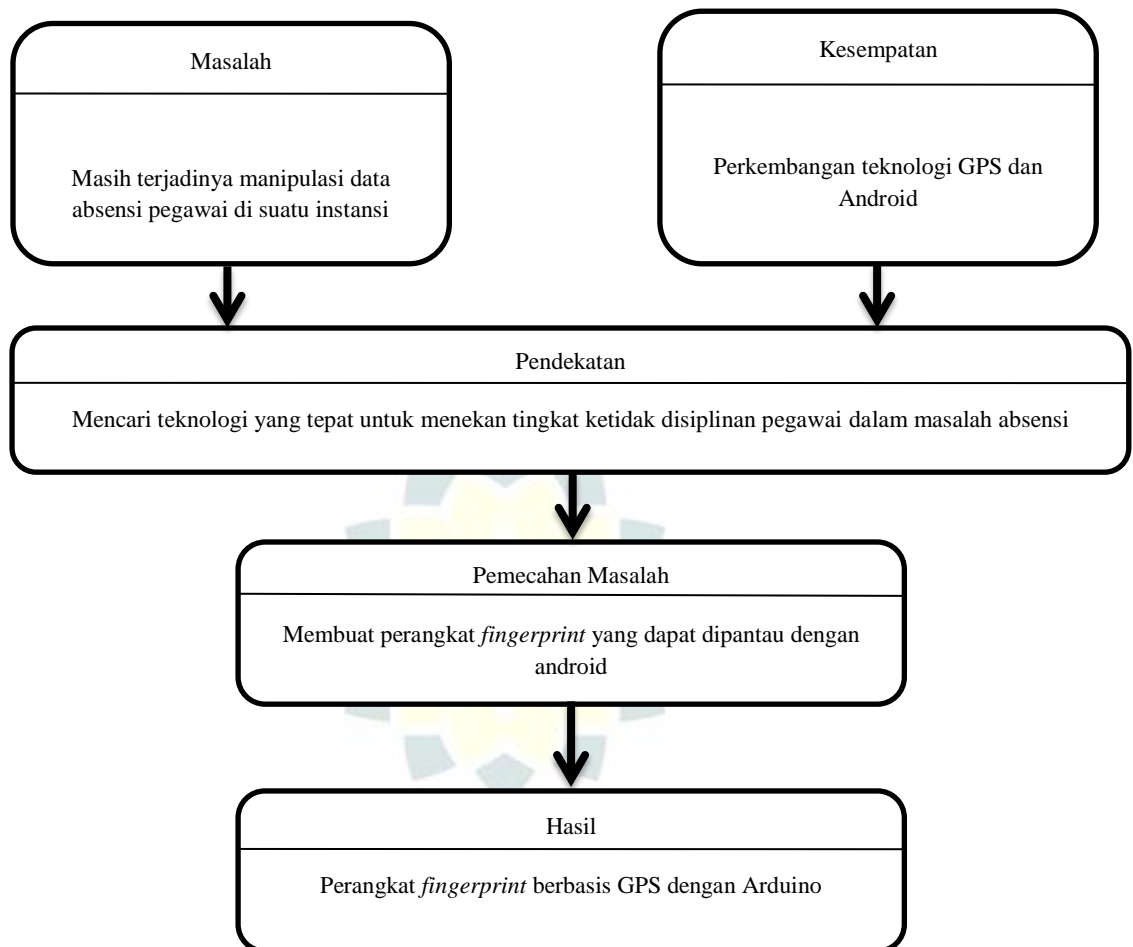 Masalah
Masih terjadinya manipulasi data
absensi pegawai di suatu instansi
Kesempatan
Perkembangan teknologi GPS dan
Android
Pendekatan
Mencari teknologi yang tepat untuk menekan tingkat ketidak disiplinan pegawai dalam masalah absensi
Pemecahan Masalah
Membuat perangkat fingerprint yang dapat dipantau dengan
android
Hasil
Perangkat fingerprint berbasis GPS dengan Arduino